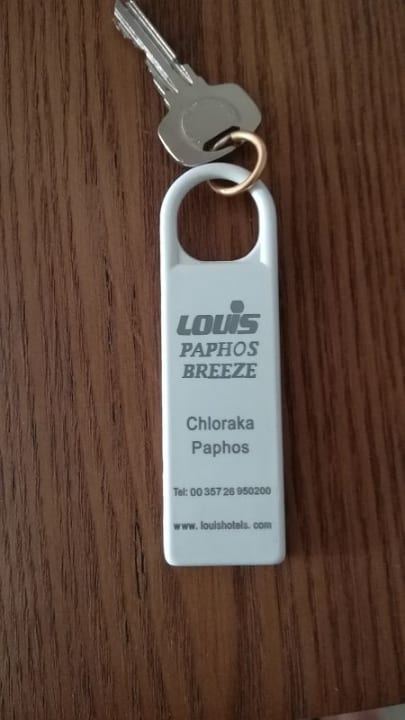 LOUIS
PAPHOS
BREEZE
Chloraka
Paphos
Tel: 00 357 26 950200
www. louishotels. com